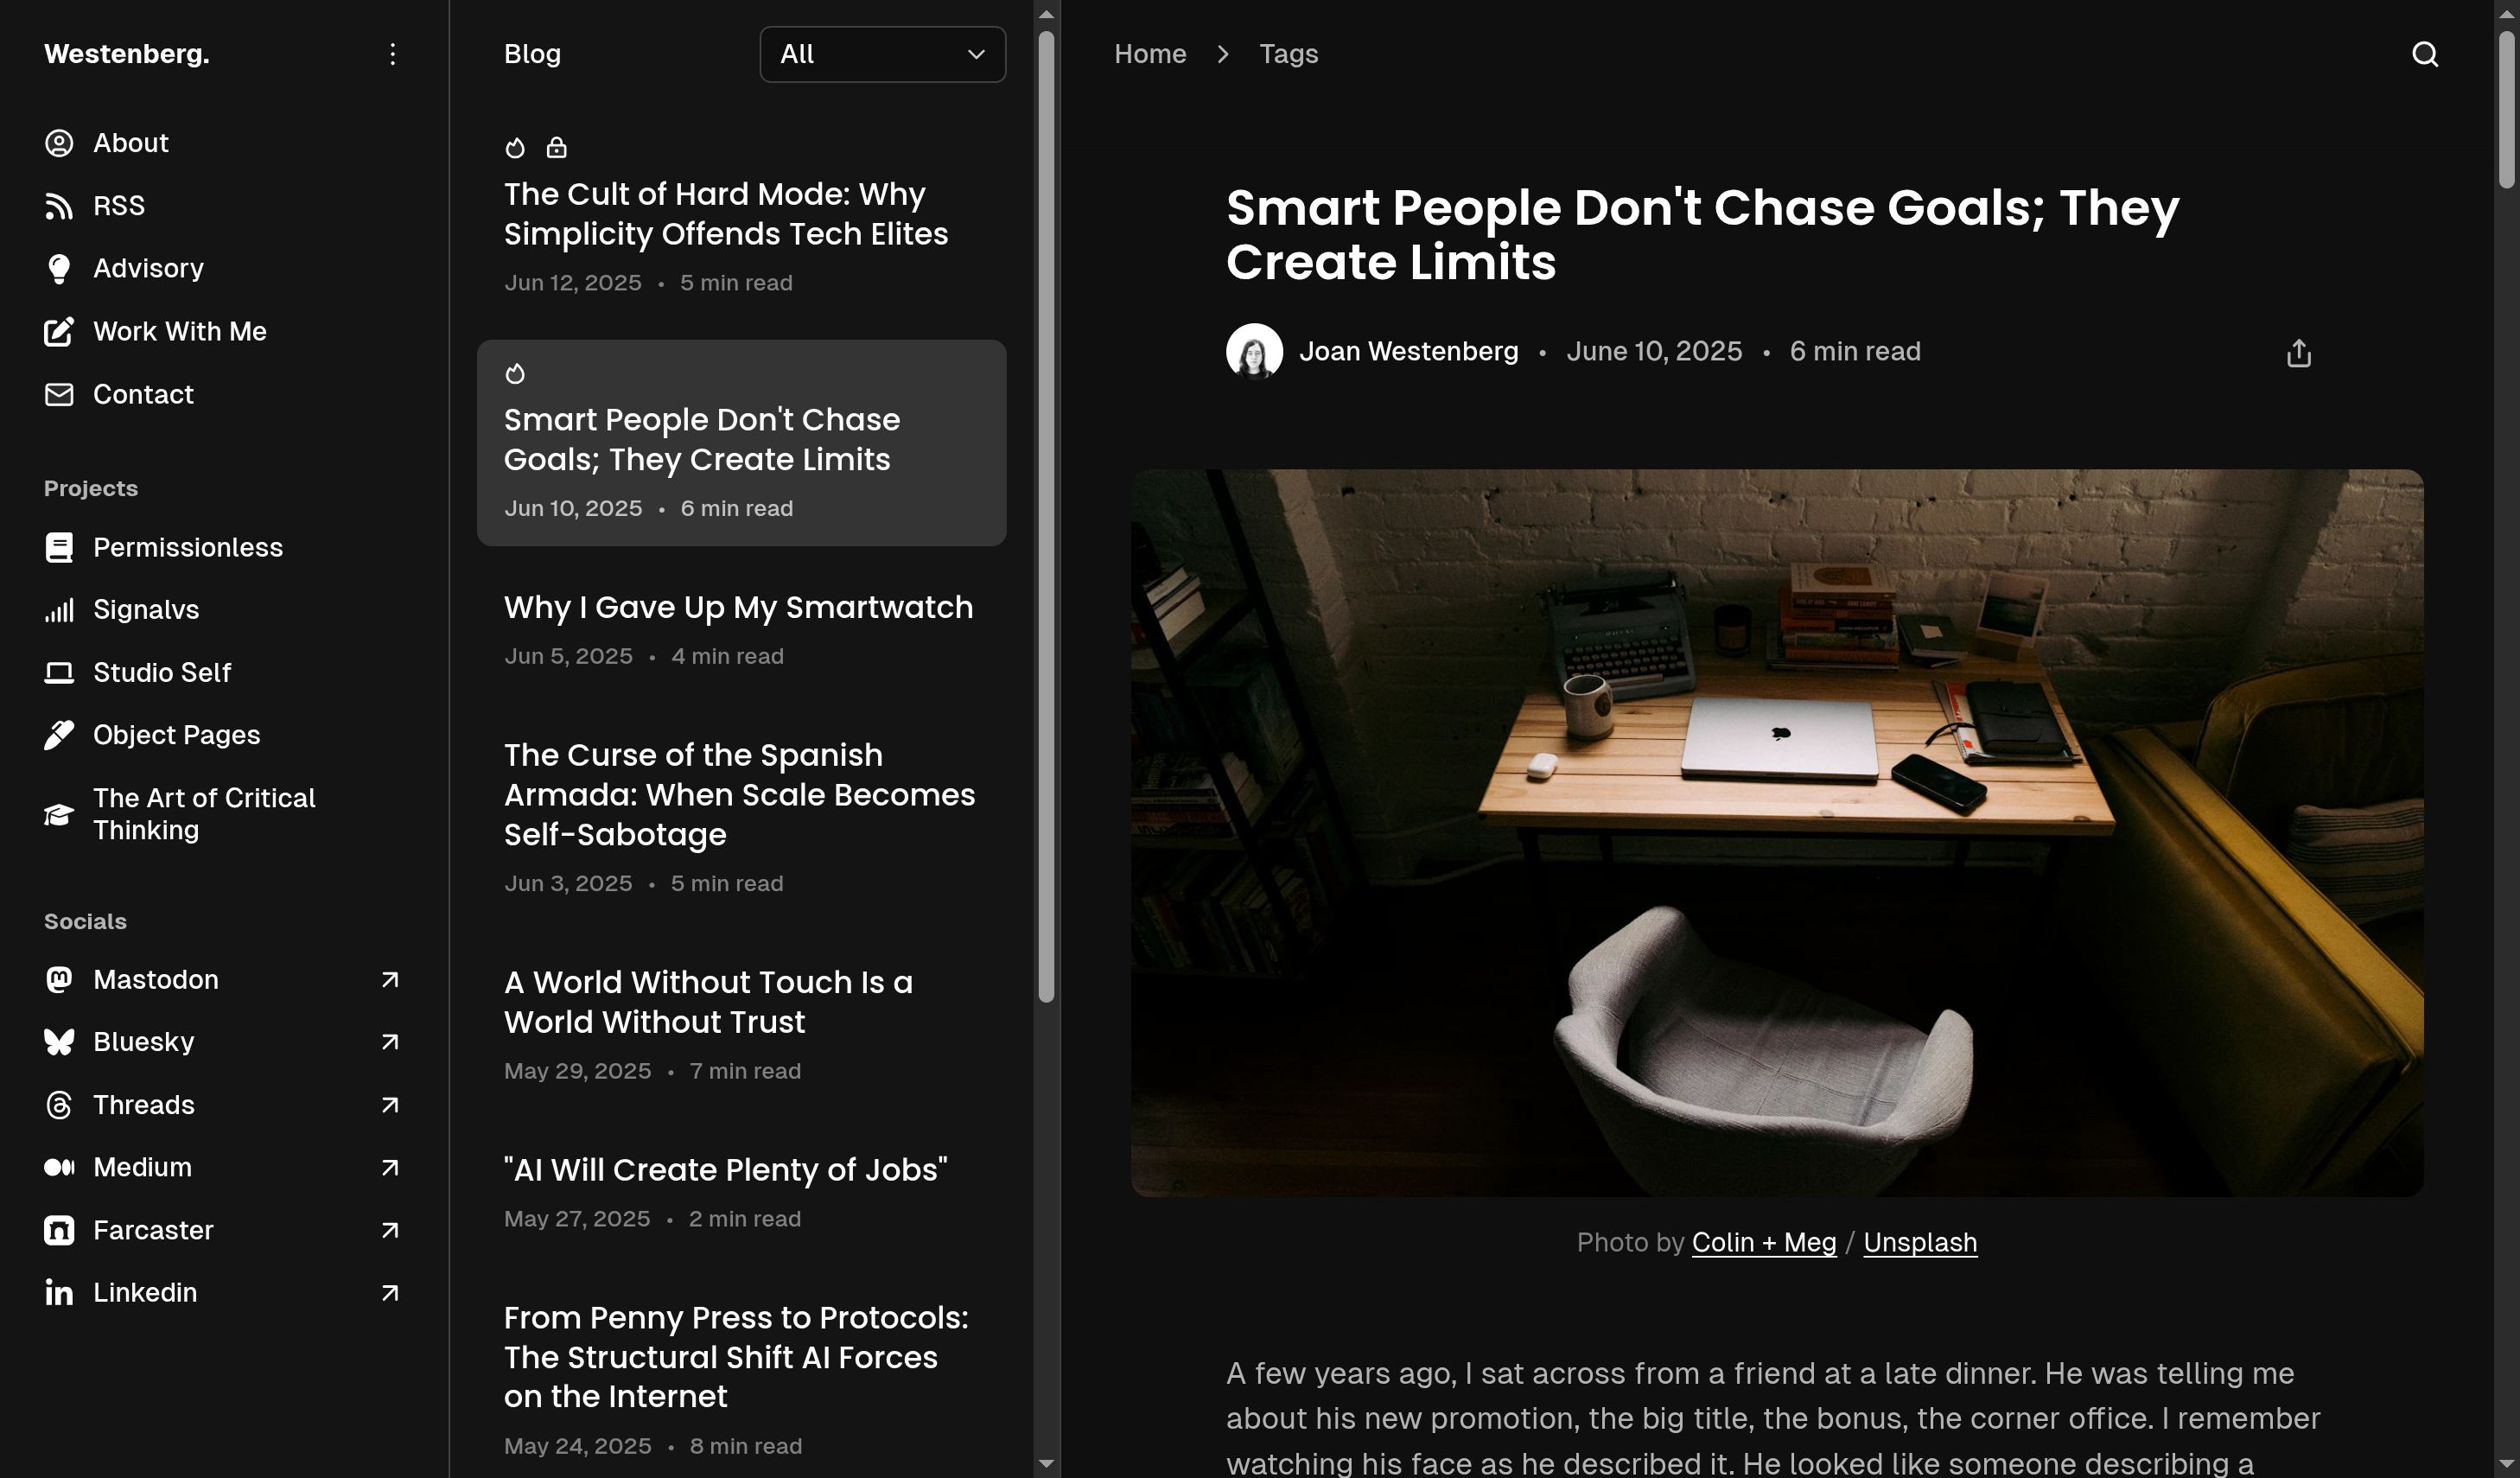 Westenberg.
About
RSS
Advisory
Work With Me
Contact
Projects
Permissionless
Signalvs
Studio Self
Object Pages
The Art of Critical
Thinking
Socials
Mastodon
Bluesky
Threads
Medium
Farcaster
Linkedin
Blog
All
The Cult of Hard Mode: Why
Simplicity Offends Tech Elites
Jun 12, 2025 • 5 min read
Smart People Don't Chase
Goals; They Create Limits
Jun 10, 2025 • 6 min read
Why I Gave Up My Smartwatch
Jun 5, 2025 • 4 min read
The Curse of the Spanish
Armada: When Scale Becomes
Self-Sabotage
Jun 3, 2025 • 5 min read
A World Without Touch Is a
World Without Trust
May 29, 2025 • 7 min read
"AI Will Create Plenty of Jobs"
May 27, 2025 • 2 min read
From Penny Press to Protocols:
The Structural Shift AI Forces
on the Internet
May 24, 2025 • 8 min read
Home > Tags
Smart People Don't Chase Goals; They
Create Limits
Joan Westenberg • June 10, 2025 • 6 min read
Photo by Colin + Meg / Unsplash
A few years ago, I sat across from a friend at a late dinner. He was telling me
about his new promotion, the big title, the bonus, the corner office. I remember
watching his face as he described it. He looked like someone describing a